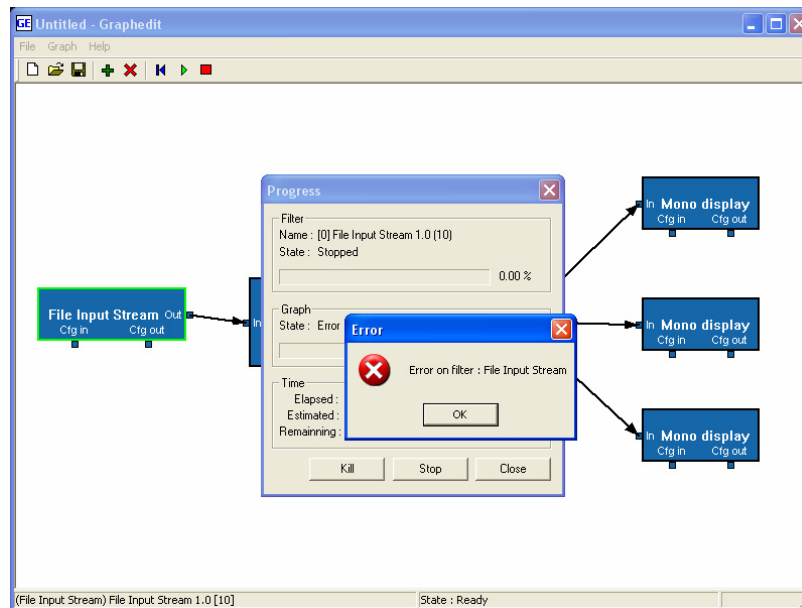 GE Untitled - Graphedit
File Graph Help
Progress
Filter
Name : [0] File Input Stream 1.0 (10)
State : Stopped
0.00 %
Graph
State : Error
Time
Elapsed :
Estimated :
Remainning :
Kill Stop Close
Error
Error on filter : File Input Stream
OK
File Input Stream Out
Cfg in Cfg out
In
In Mono display
Cfg in Cfg out
In Mono display
Cfg in Cfg out
In Mono display
Cfg in Cfg out
(File Input Stream) File Input Stream 1.0 [10] State : Ready